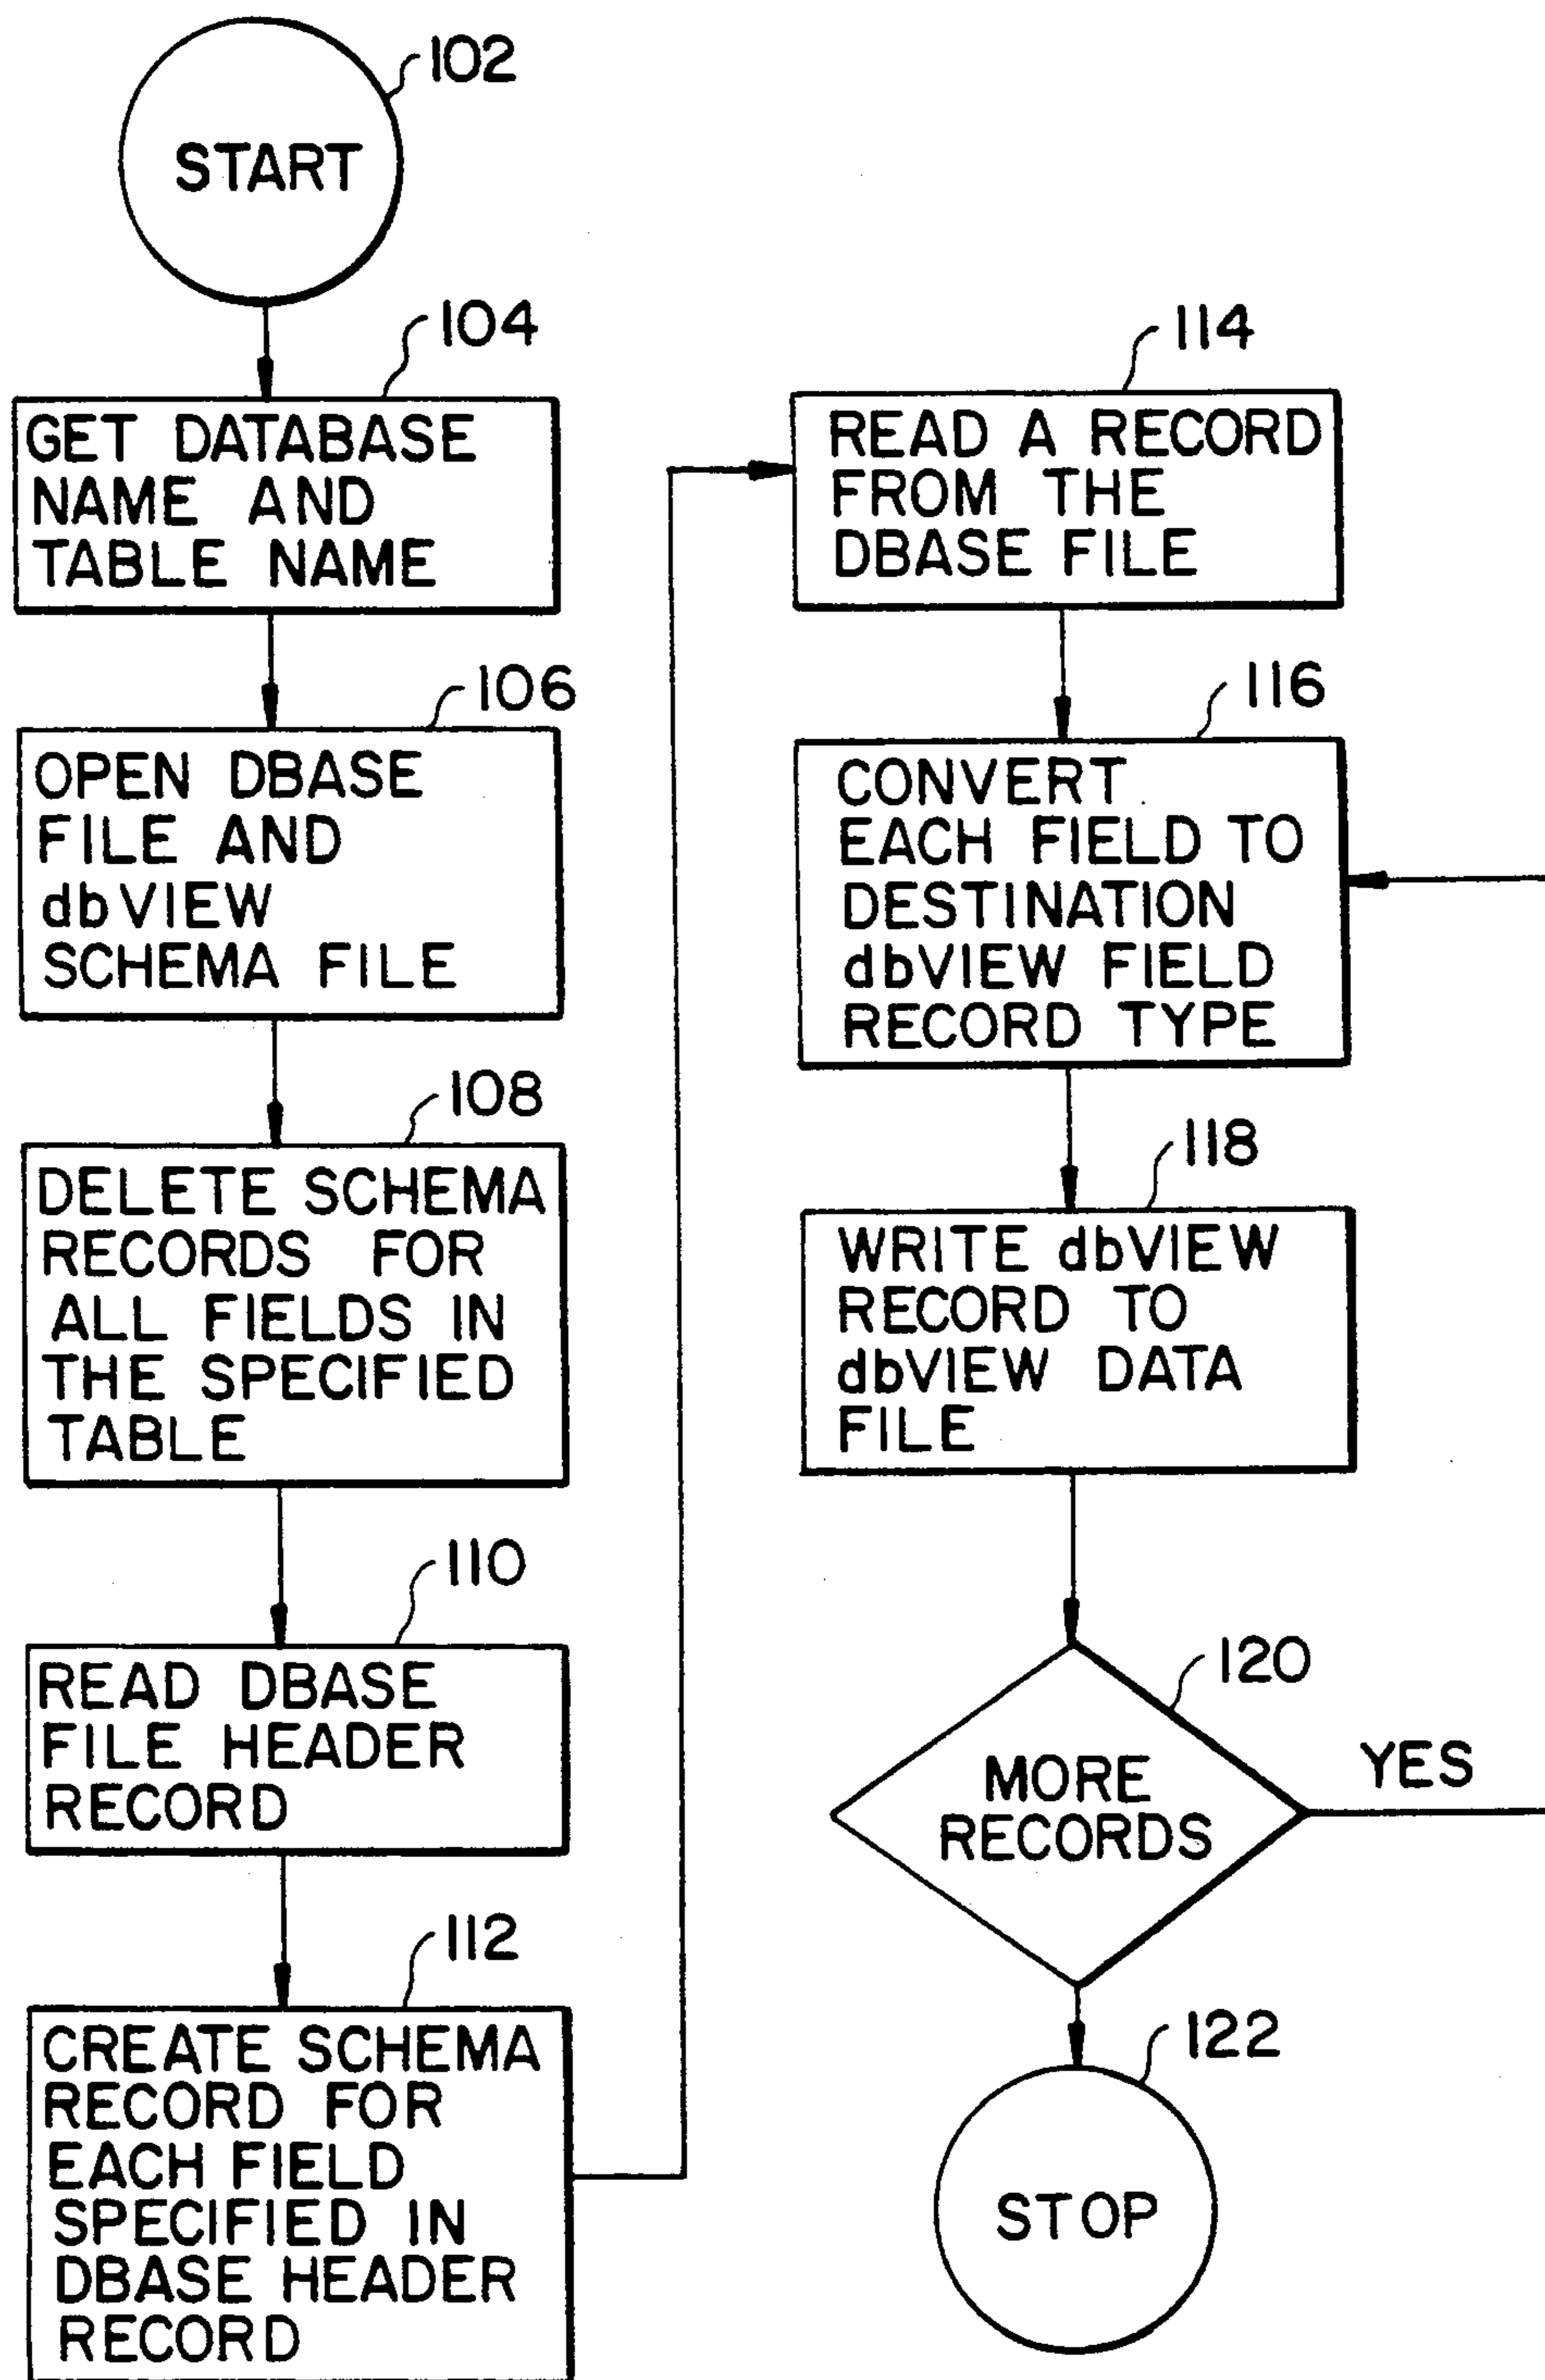 102
START
104
GET DATABASE
NAME AND
TABLE NAME
106
OPEN DBASE
FILE AND
dbVIEW
SCHEMA FILE
108
DELETE SCHEMA
RECORDS FOR
ALL FIELDS IN
THE SPECIFIED
TABLE
110
READ DBASE
FILE HEADER
RECORD
112
CREATE SCHEMA
RECORD FOR
EACH FIELD
SPECIFIED IN
DBASE HEADER
RECORD
114
READ A RECORD
FROM THE
DBASE FILE
116
CONVERT
EACH FIELD TO
DESTINATION
dbVIEW FIELD
RECORD TYPE
118
WRITE dbVIEW
RECORD TO
dbVIEW DATA
FILE
120
MORE
RECORDS
YES
122
STOP